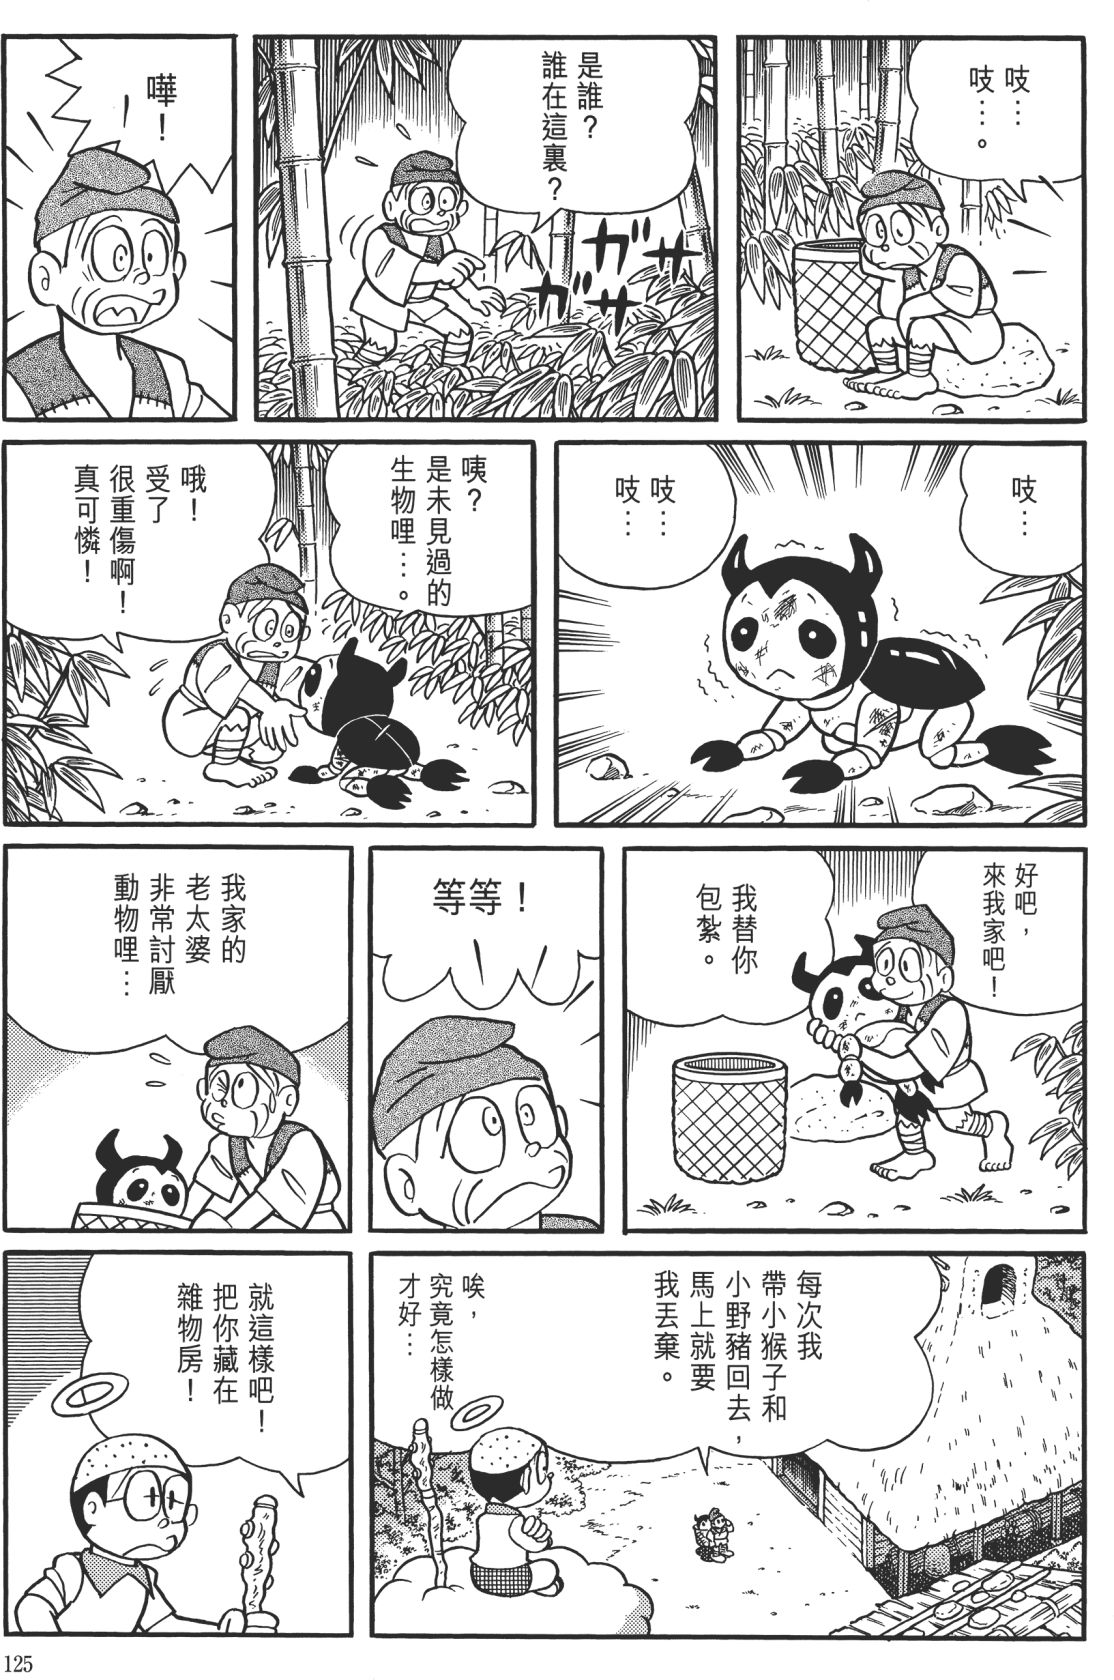 吱⋯
吱⋯。
是誰？
誰在這裏？
ガサ
ガサ
嘩！
吱⋯
吱⋯
吱⋯
咦？
是未見過的
生物哩⋯。
哦！
受了
很重傷啊！
真可憐！
好吧，
來我家吧！
我替你
包紮。
等等！
我家的
老太婆
非常討厭
動物哩⋯
每次我
帶小猴子和
小野豬回去，
馬上就要
我丟棄。
唉，
究竟怎樣做
才好⋯
就這樣吧！
把你藏在
雜物房！
125